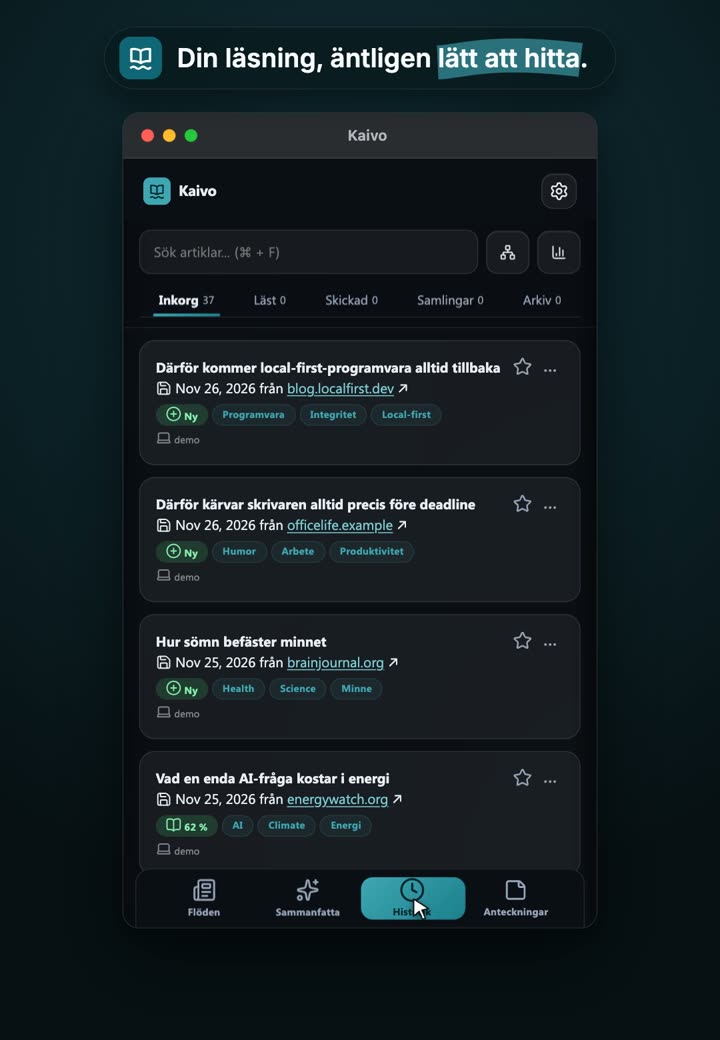 Din läsning, äntligen lätt att hitta.
Kaivo
Kaivo
Sök artiklar... (⌘ + F)
Inkorg 37 Läst 0 Skickad 0 Samlingar 0 Arkiv 0
Därför kommer local-first-programvara alltid tillbaka
Nov 26, 2026 från blog.localfirst.dev ↗
Ny Programvara Integritet Local-first
demo
Därför kärvar skrivaren alltid precis före deadline
Nov 26, 2026 från officelife.example ↗
Ny Humor Arbete Produktivitet
demo
Hur sömn befäster minnet
Nov 25, 2026 från brainjournal.org ↗
Ny Health Science Minne
demo
Vad en enda AI-fråga kostar i energi
Nov 25, 2026 från energywatch.org ↗
62 % AI Climate Energi
demo
Flöden Sammanfatta Anteckningar